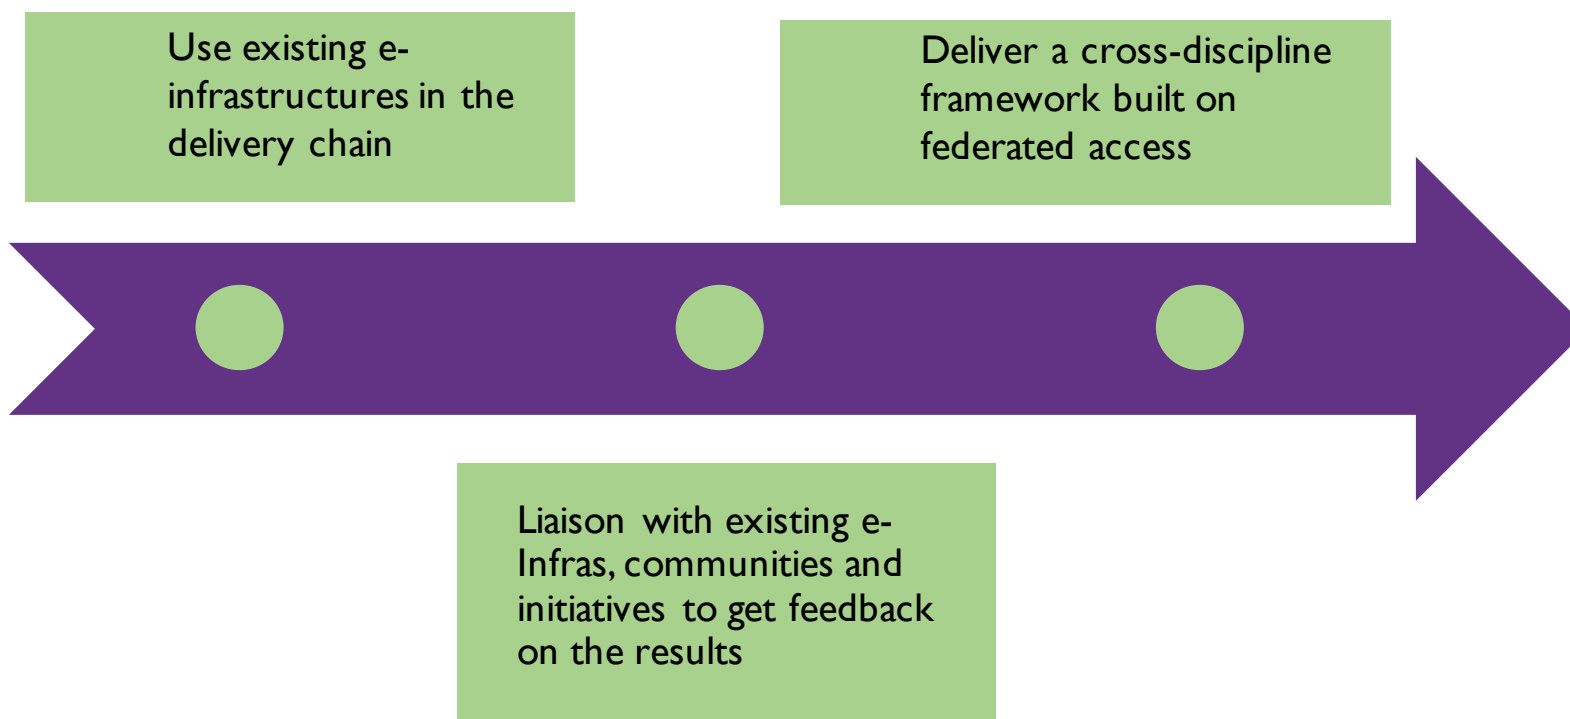 Use existing e-
infrastructures in the
delivery chain
Deliver a cross-discipline
framework built on
federated access
Liaison with existing e-
Infras, communities and
initiatives to get feedback
on the results